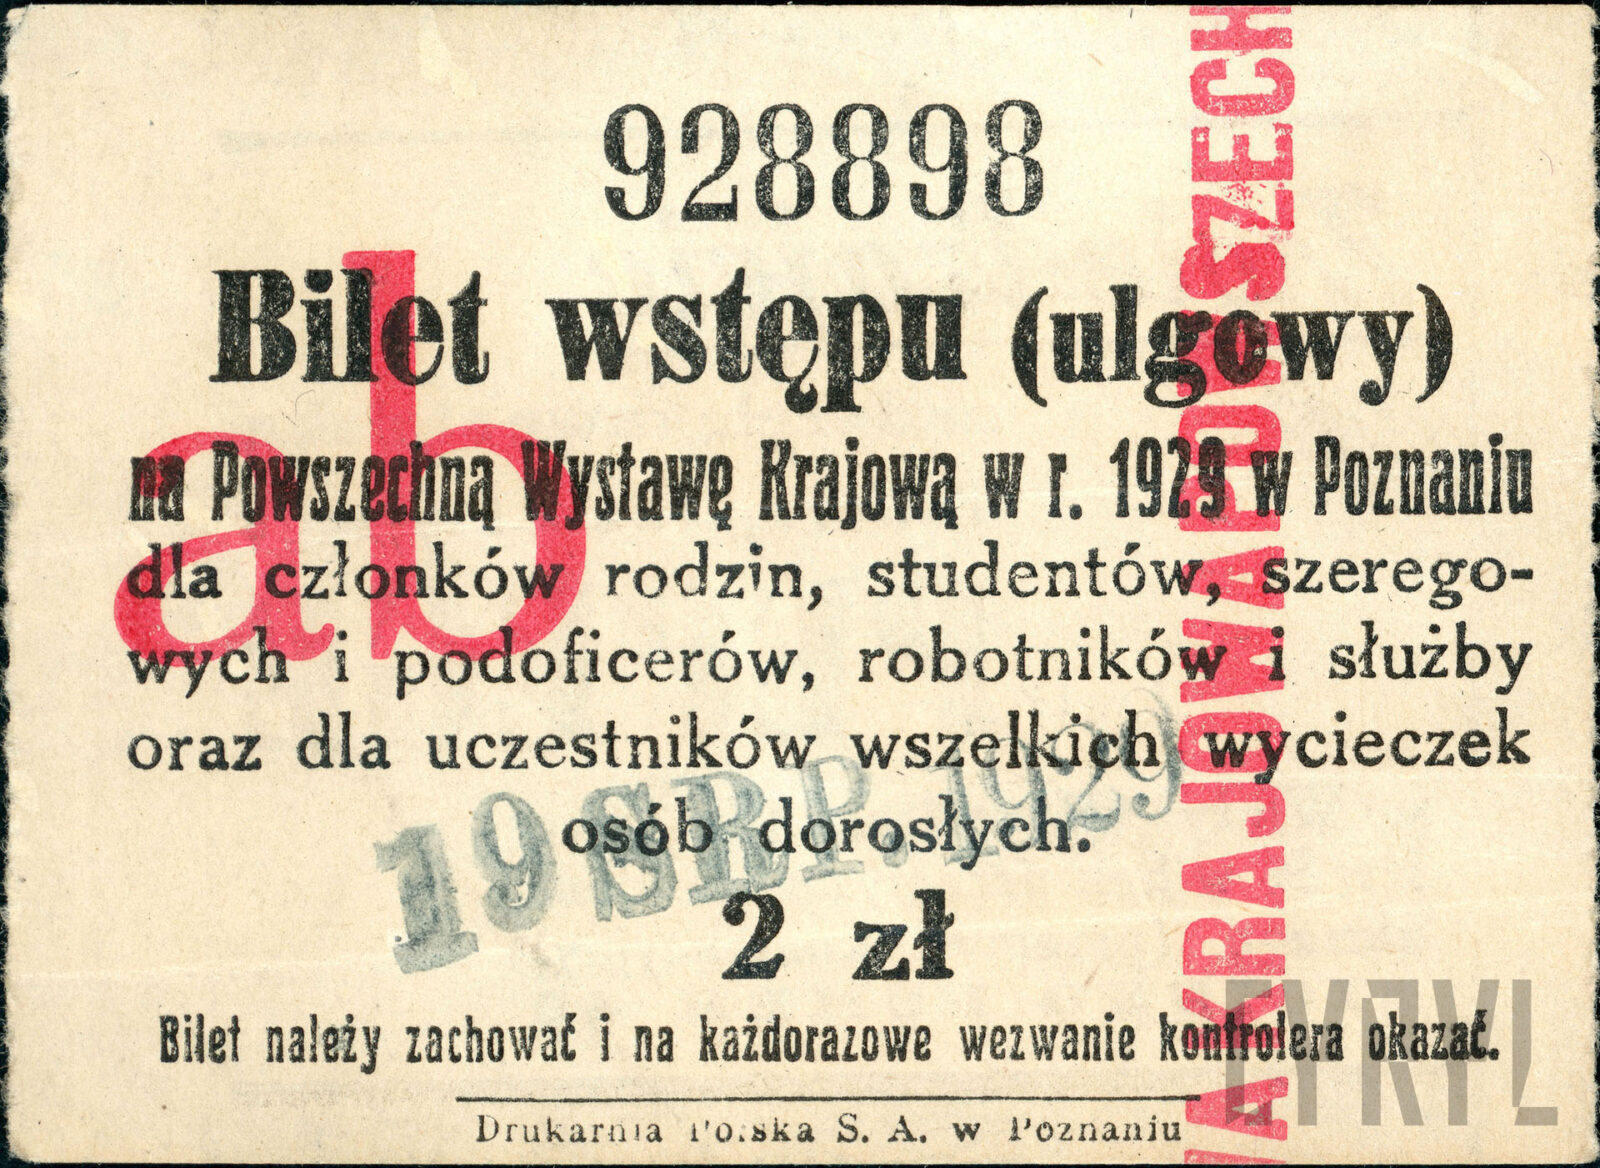 928898
Bilet wstępu (ulgowy)
ab
na Powszechną Wystawę Krajową w r. 1929 w Poznaniu
dla członków rodzin, studentów, szerego-
wych i podoficerów, robotników i służby
oraz dla uczestników wszelkich wycieczek
osób dorosłych.
19 SRP. 1929
2 zł
Bilet należy zachować i na każdorazowe wezwanie kontrolera okazać.
Drukarnia Polska S. A. w Poznaniu
A KRAJOWA POWSZECH
CYRYL